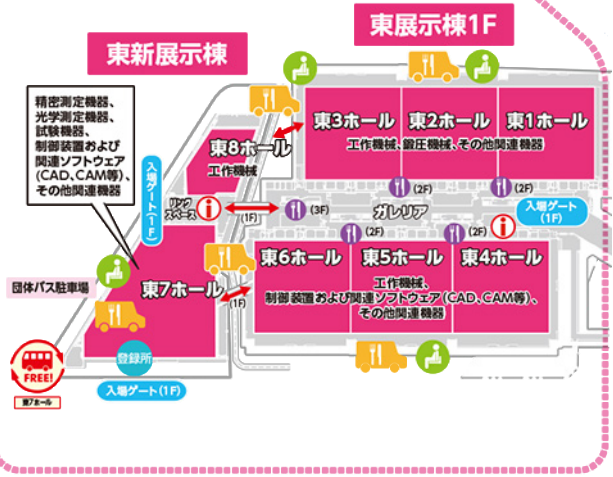 東展示棟1F
東新展示棟
精密測定機器、
光学測定機器、
試験機器、
制御装置および
関連ソフトウェア
(CAD、CAM等)、
その他関連機器
東8ホール
工作機械
東3ホール
東2ホール
東1ホール
工作機械、鍛圧機械、その他関連機器
入場ゲート(1F)
リンク
スペース
i
(1F)
(3F)
ガレリア
(2F)
(2F)
入場ゲート
(1F)
(2F)
(2F)
i
東6ホール
東5ホール
東4ホール
工作機械、
制御装置および関連ソフトウェア(CAD、CAM等)、
その他関連機器
(1F)
団体バス駐車場
東7ホール
登録所
入場ゲート(1F)
FREE!
東7ホール